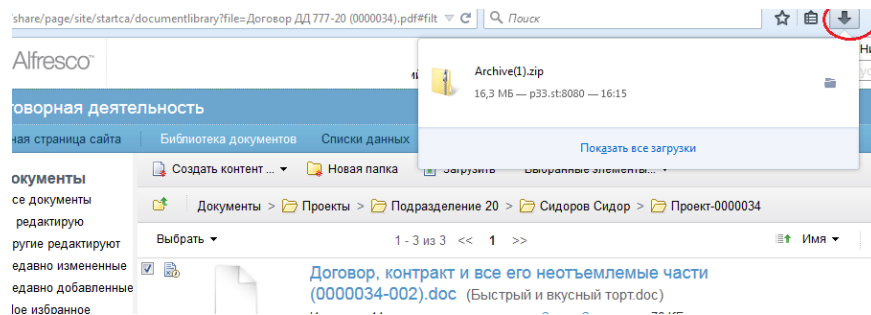 /share/page/site/startca/documentlibrary?file=Договор ДД 777-20 (0000034).pdf#filt
Поиск
Alfresco™
Archive(1).zip
16,3 МБ — p33.st:8080 — 16:15
Показать все загрузки
оворная деятельность
ная страница сайта Библиотека документов Списки данных
Создать контент ... Новая папка Загрузить Выбранные элементы...
окументы
се документы
Документы > Проекты > Подразделение 20 > Сидоров Сидор > Проект-0000034
редактирую
ругие редактируют
Выбрать 1 - 3 из 3 << 1 >> Имя
едавно измененные
едавно добавленные
ое избранное
Договор, контракт и все его неотъемлемые части
(0000034-002).doc (Быстрый и вкусный торт.doc)